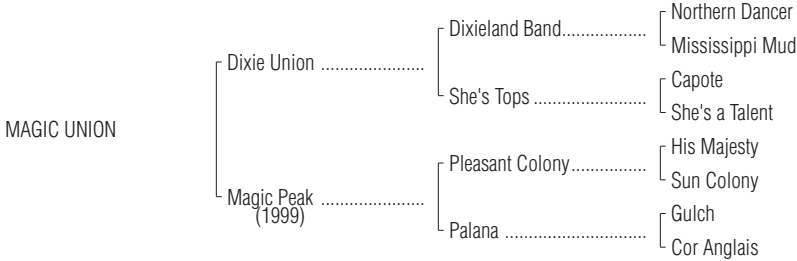 Northern Dancer
Dixieland Band..................
Mississippi Mud
Dixie Union ......................
Capote
She's Tops ........................
She's a Talent
MAGIC UNION
His Majesty
Pleasant Colony................
Sun Colony
Magic Peak ......................
(1999)
Gulch
Palana ..............................
Cor Anglais